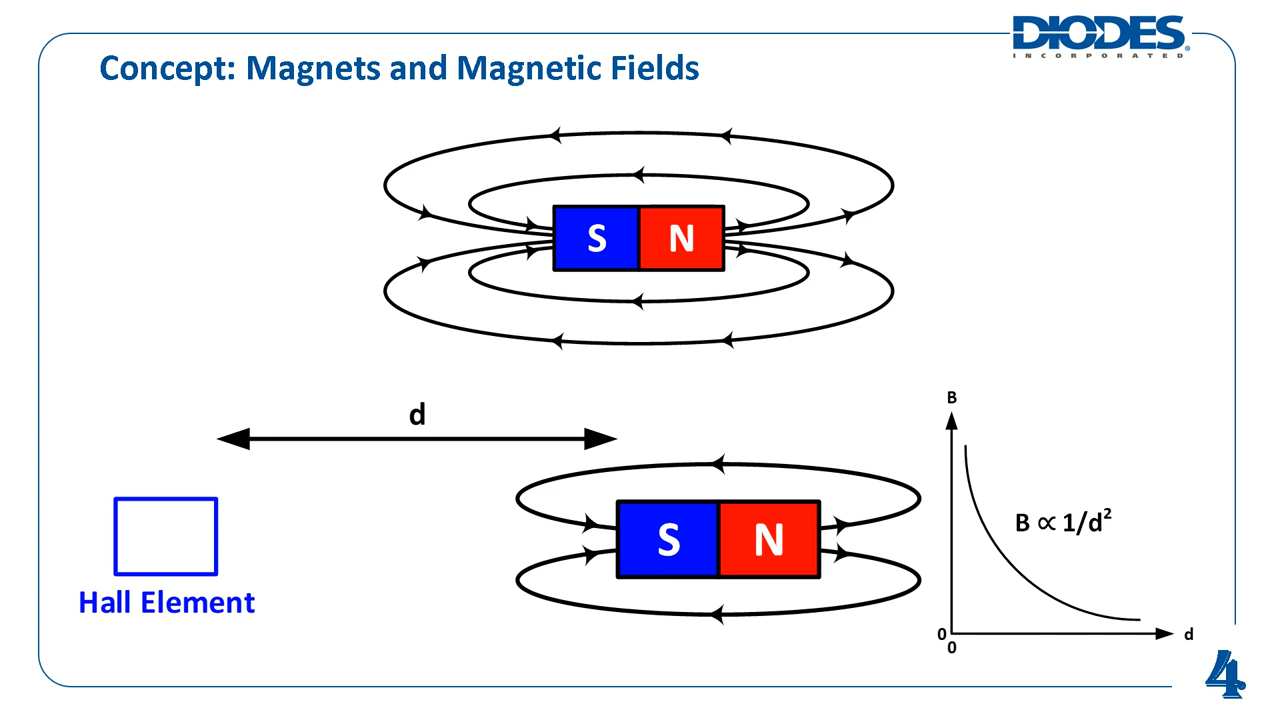 DIODES
INCORPORATED
Concept: Magnets and Magnetic Fields
S N
d
B
S N
B ∝ 1/d²
Hall Element
0
0
d
4